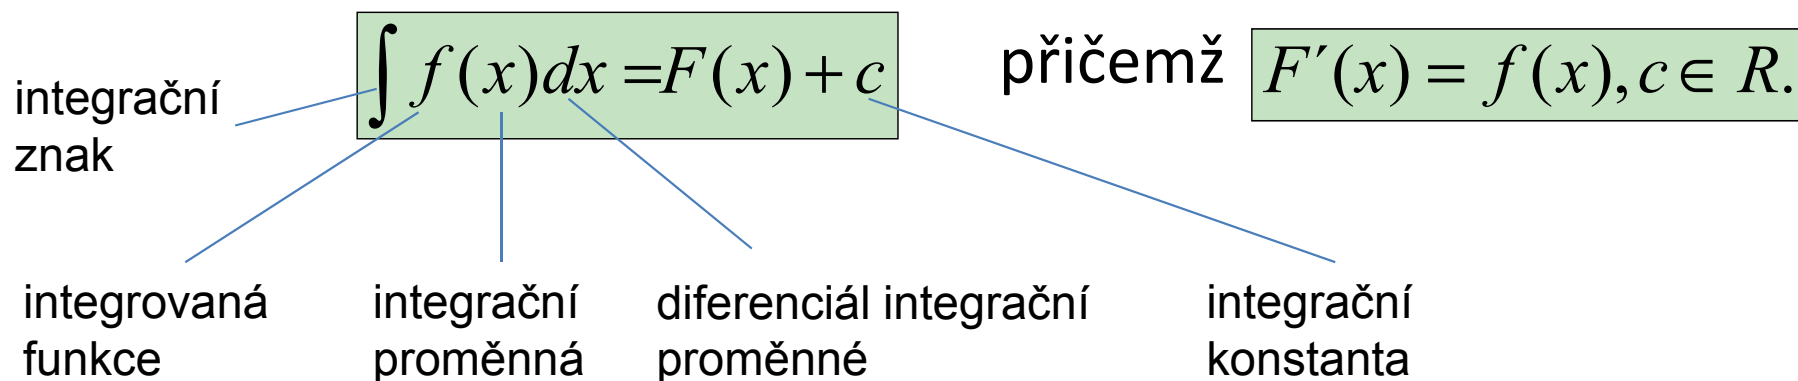 ∫ f(x)dx = F(x) + c přičemž F′(x) = f(x), c ∈ R.
integrační
znak
integrovaná
funkce
integrační
proměnná
diferenciál integrační
proměnné
integrační
konstanta